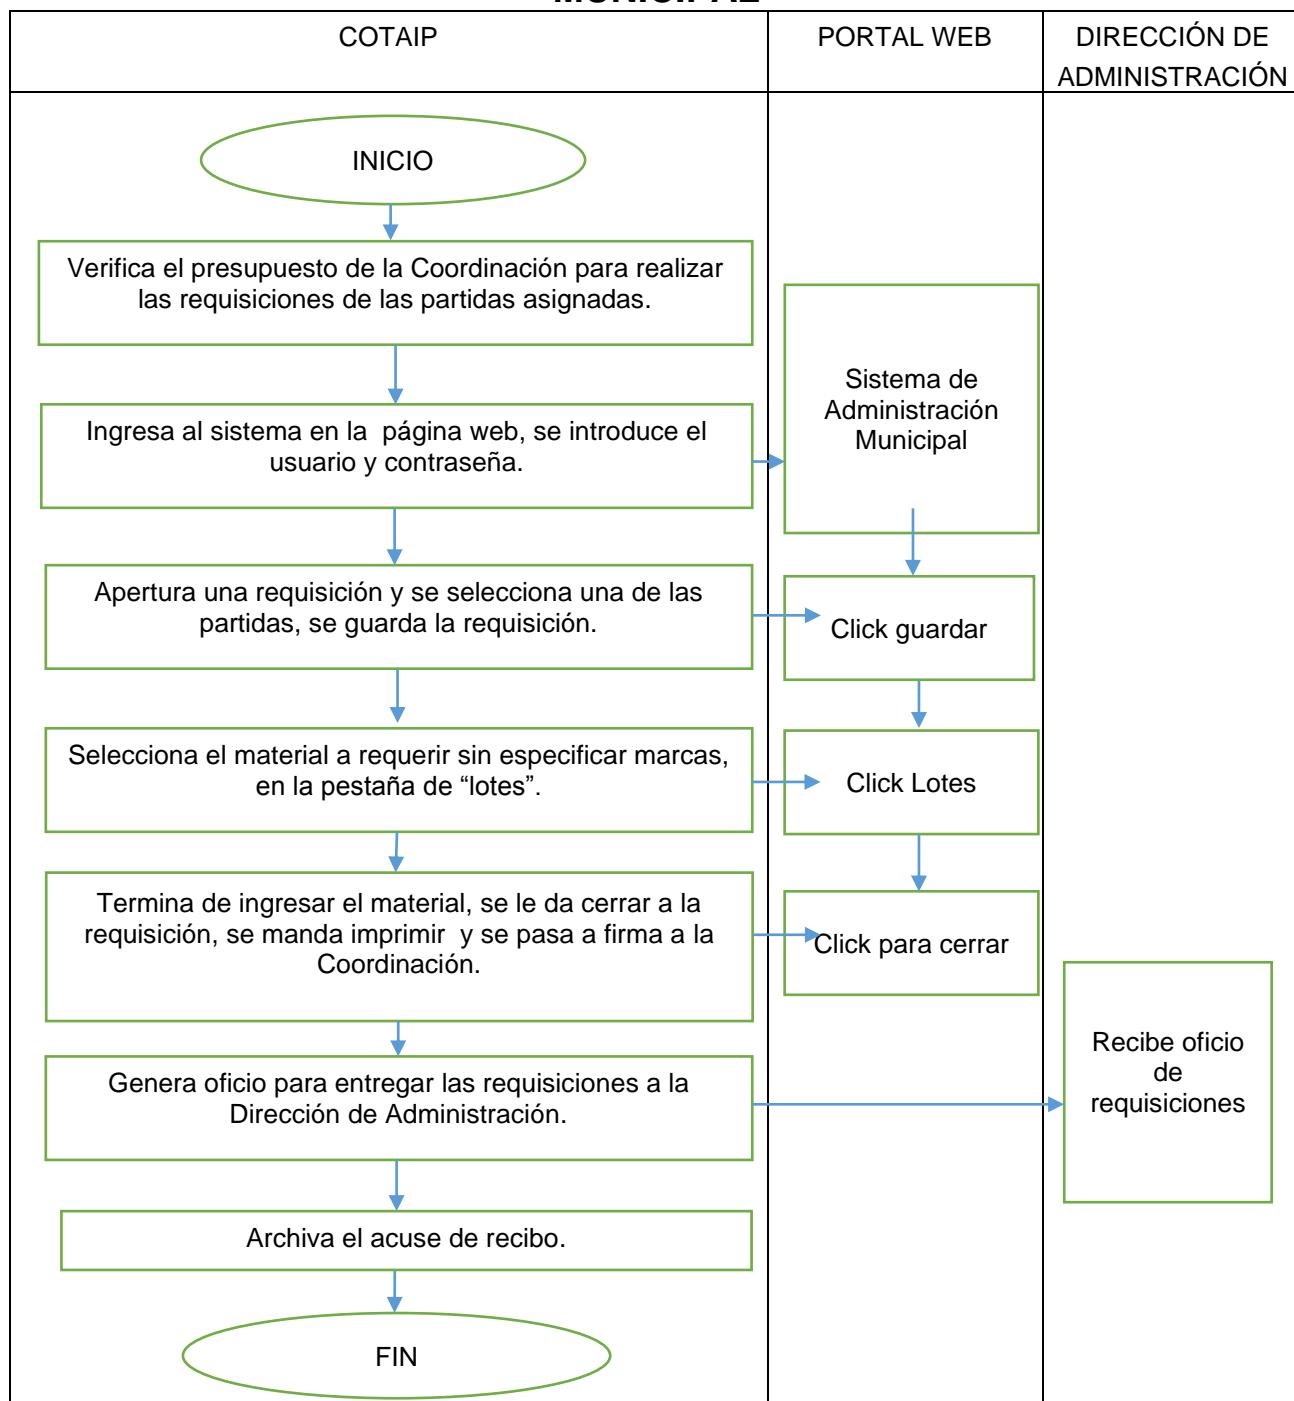 COTAIP
PORTAL WEB
DIRECCIÓN DE
ADMINISTRACIÓN
INICIO
Verifica el presupuesto de la Coordinación para realizar
las requisiciones de las partidas asignadas.
Ingresa al sistema en la página web, se introduce el
usuario y contraseña.
Sistema de
Administración
Municipal
Apertura una requisición y se selecciona una de las
partidas, se guarda la requisición.
Click guardar
Selecciona el material a requerir sin especificar marcas,
en la pestaña de “lotes”.
Click Lotes
Termina de ingresar el material, se le da cerrar a la
requisición, se manda imprimir y se pasa a firma a la
Coordinación.
Click para cerrar
Genera oficio para entregar las requisiciones a la
Dirección de Administración.
Recibe oficio
de
requisiciones
Archiva el acuse de recibo.
FIN